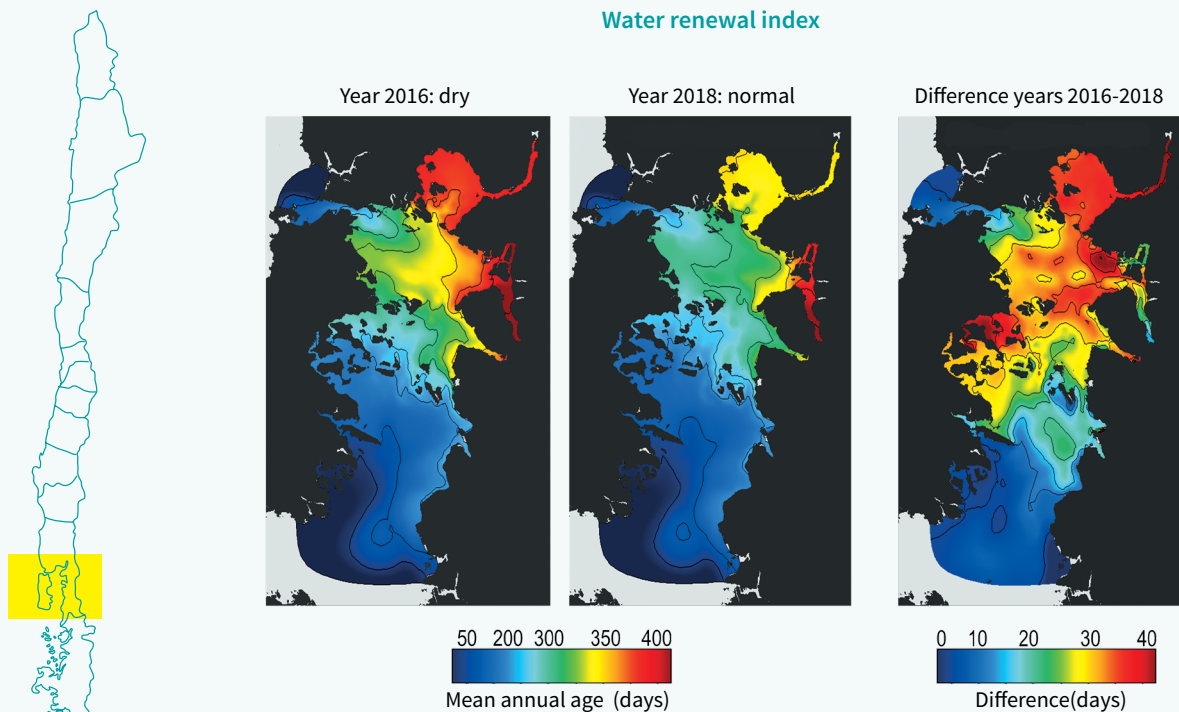 Water renewal index
Year 2016: dry
Year 2018: normal
Difference years 2016-2018
50 200 300 350 400
Mean annual age (days)
0 10 20 30 40
Difference(days)